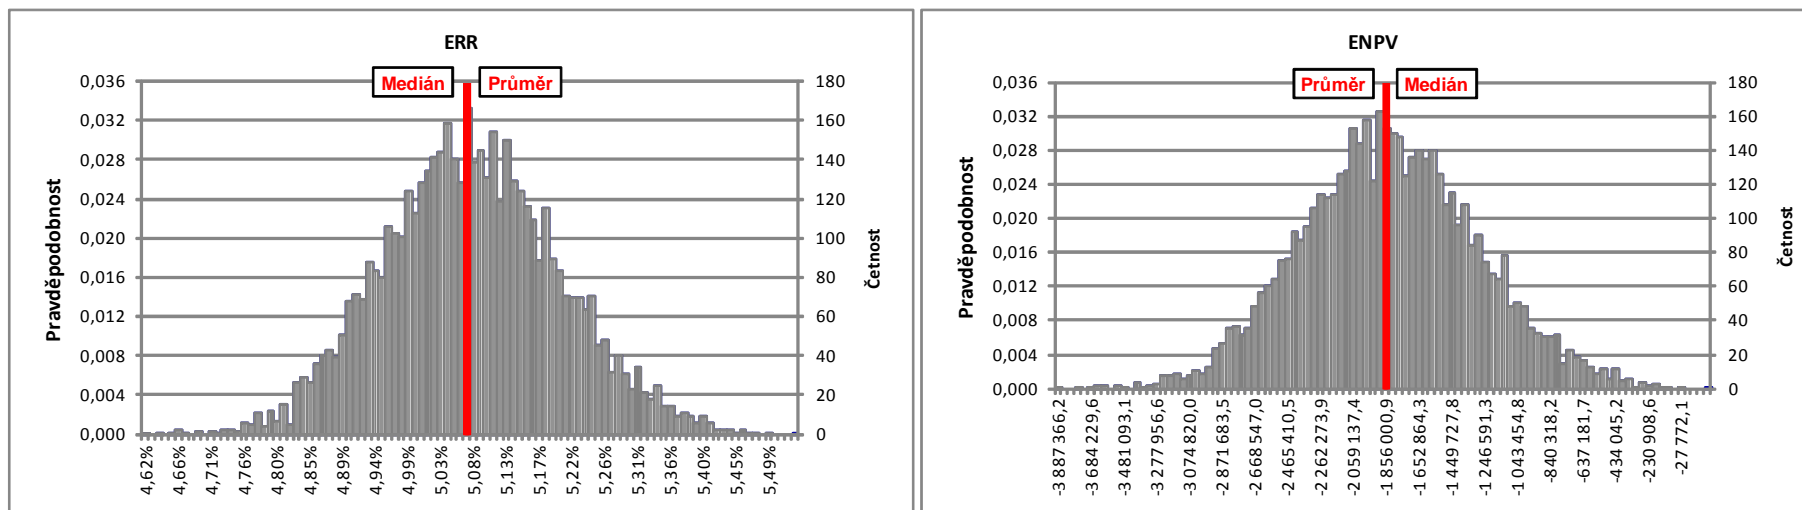 ERR
Medián
Průměr
Pravděpodobnost
0,036
0,032
0,028
0,024
0,020
0,016
0,012
0,008
0,004
0,000
180
160
140
120
100
80
60
40
20
0
Četnost
4,62%
4,66%
4,71%
4,76%
4,80%
4,85%
4,89%
4,94%
4,99%
5,03%
5,08%
5,13%
5,17%
5,22%
5,26%
5,31%
5,36%
5,40%
5,45%
5,49%
ENPV
Průměr
Medián
Pravděpodobnost
0,036
0,032
0,028
0,024
0,020
0,016
0,012
0,008
0,004
0,000
180
160
140
120
100
80
60
40
20
0
Četnost
-3 887 366,2
-3 684 229,6
-3 481 093,1
-3 277 956,6
-3 074 820,0
-2 871 683,5
-2 668 547,0
-2 465 410,5
-2 262 273,9
-2 059 137,4
-1 856 000,9
-1 652 864,3
-1 449 727,8
-1 246 591,3
-1 043 454,8
-840 318,2
-637 181,7
-434 045,2
-230 908,6
-27 772,1